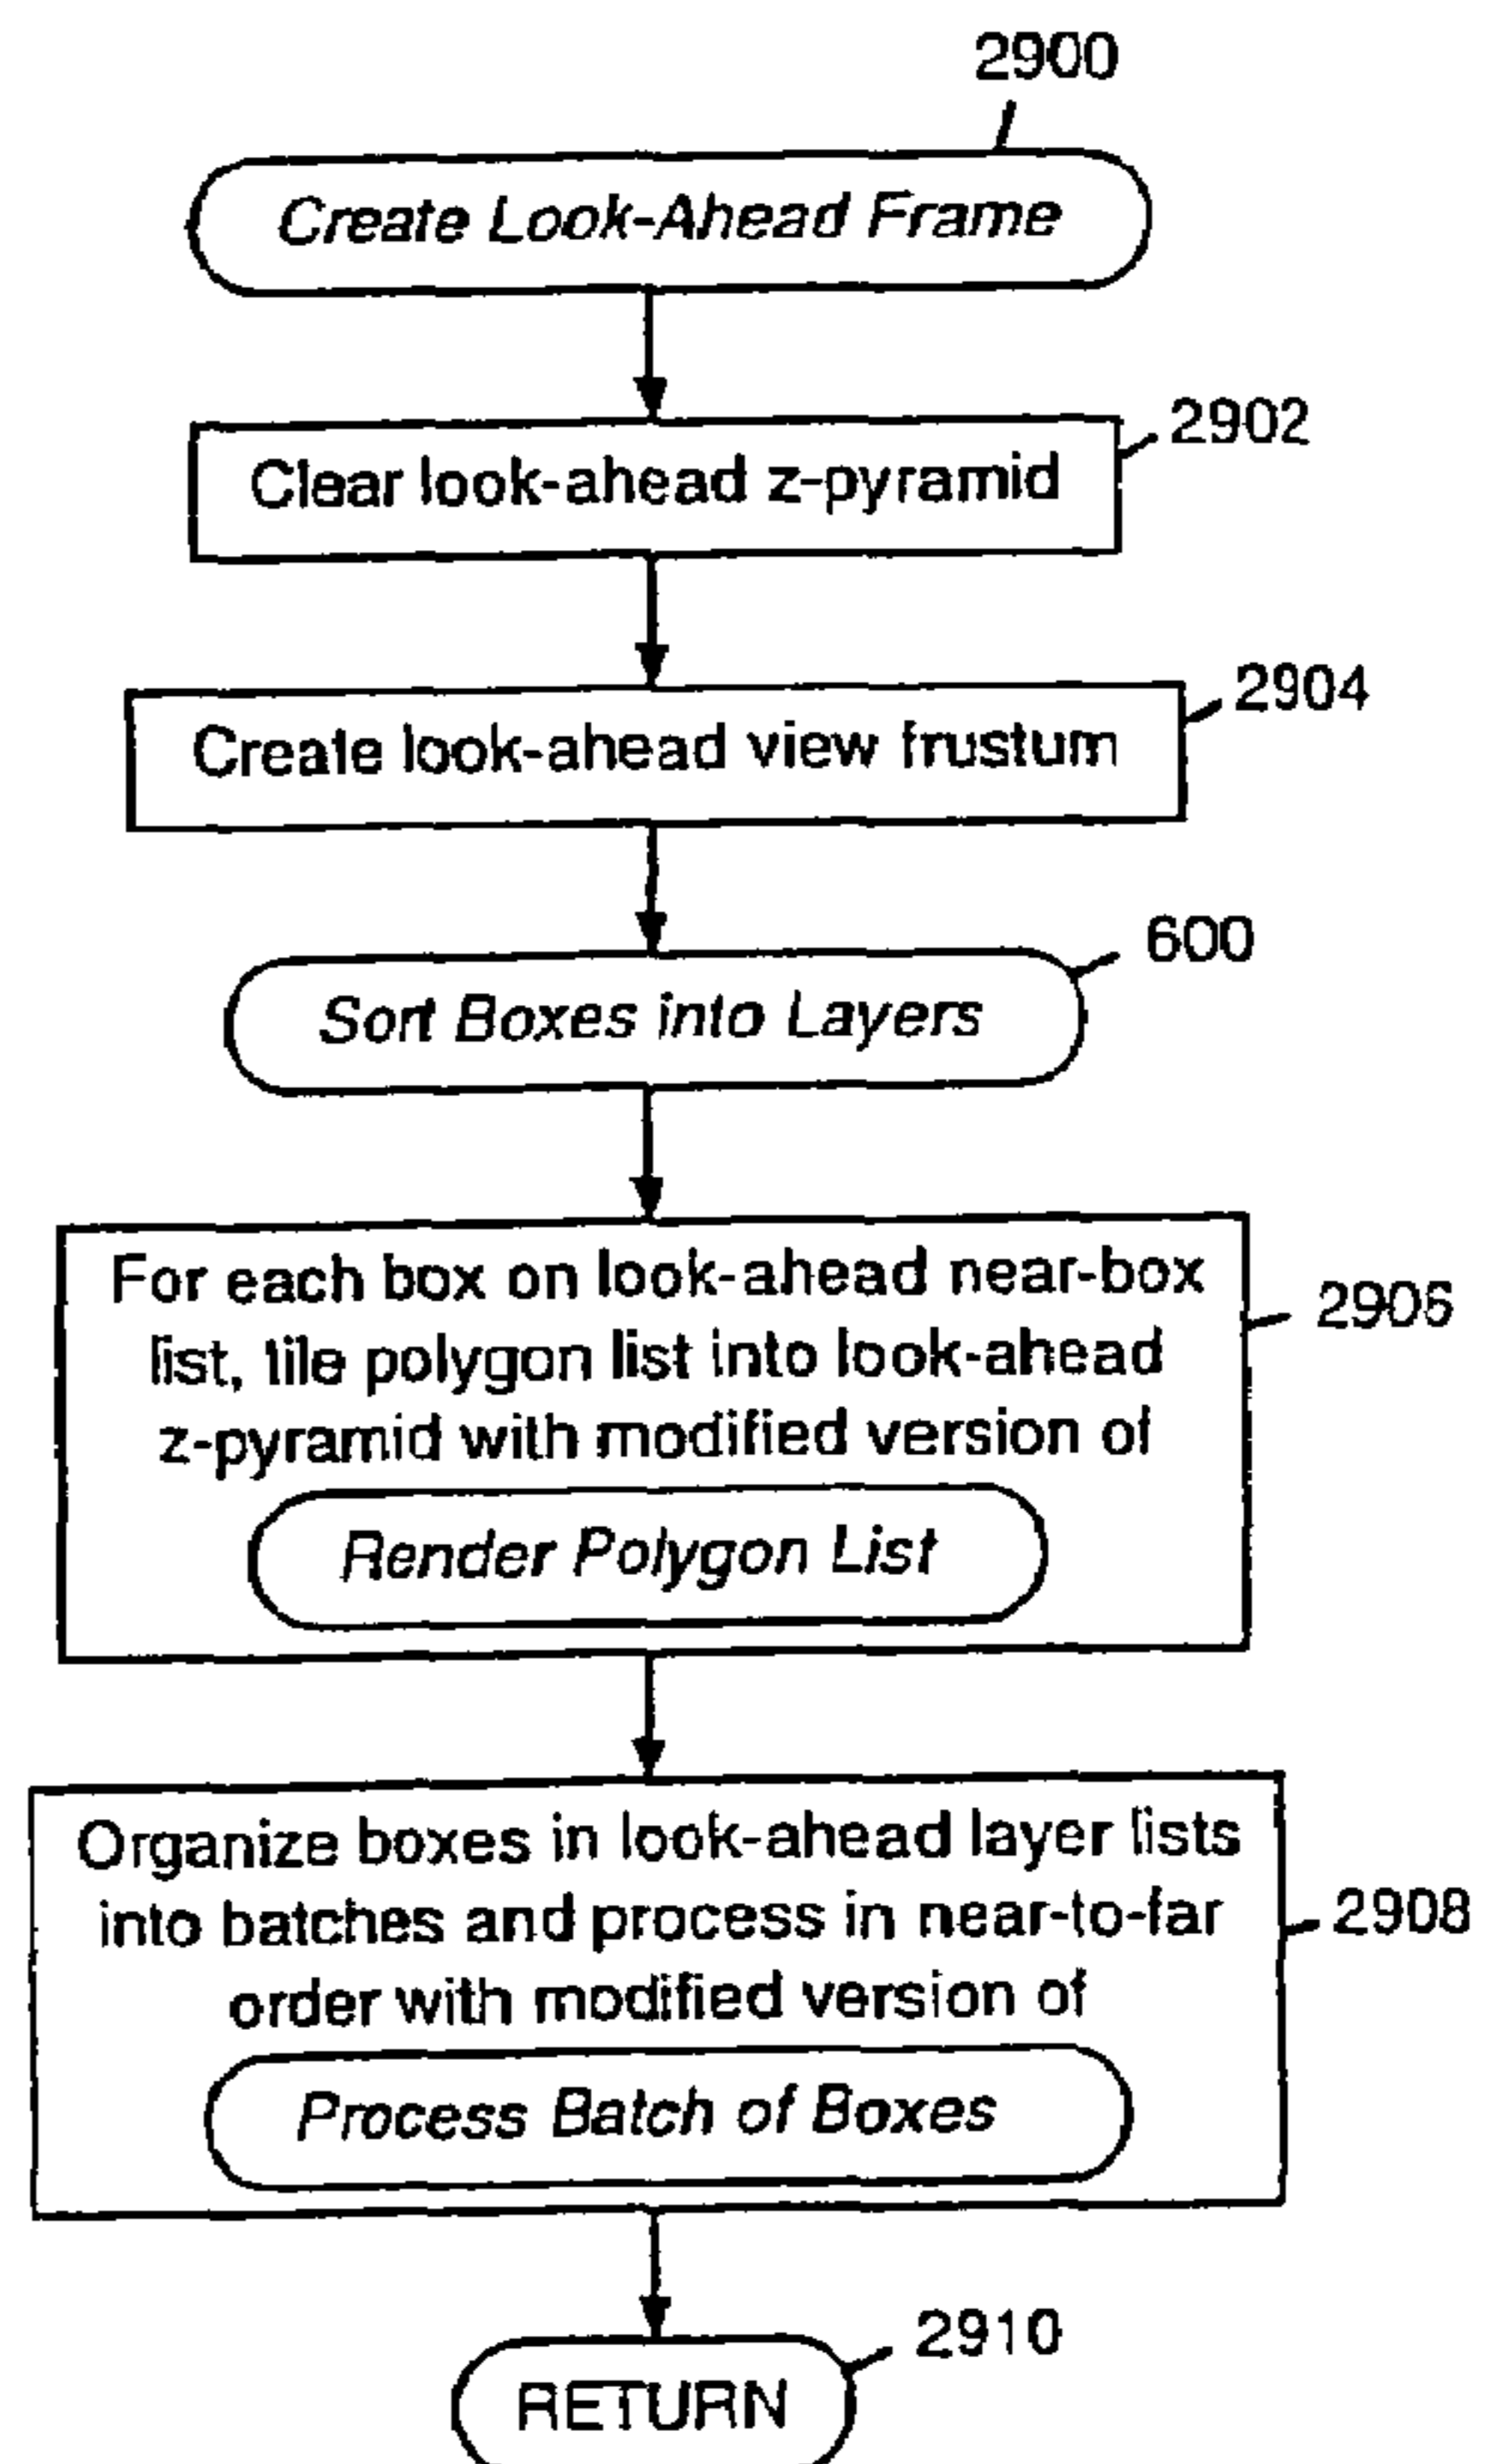 2900
Create Look-Ahead Frame
2902
Clear look-ahead z-pyramid
2904
Create look-ahead view frustum
600
Sort Boxes into Layers
For each box on look-ahead near-box
2906
list, tile polygon list into look-ahead
z-pyramid with modified version of
Render Polygon List
Organize boxes in look-ahead layer lists
into batches and process in near-to-far
2908
order with modified version of
Process Batch of Boxes
2910
RETURN